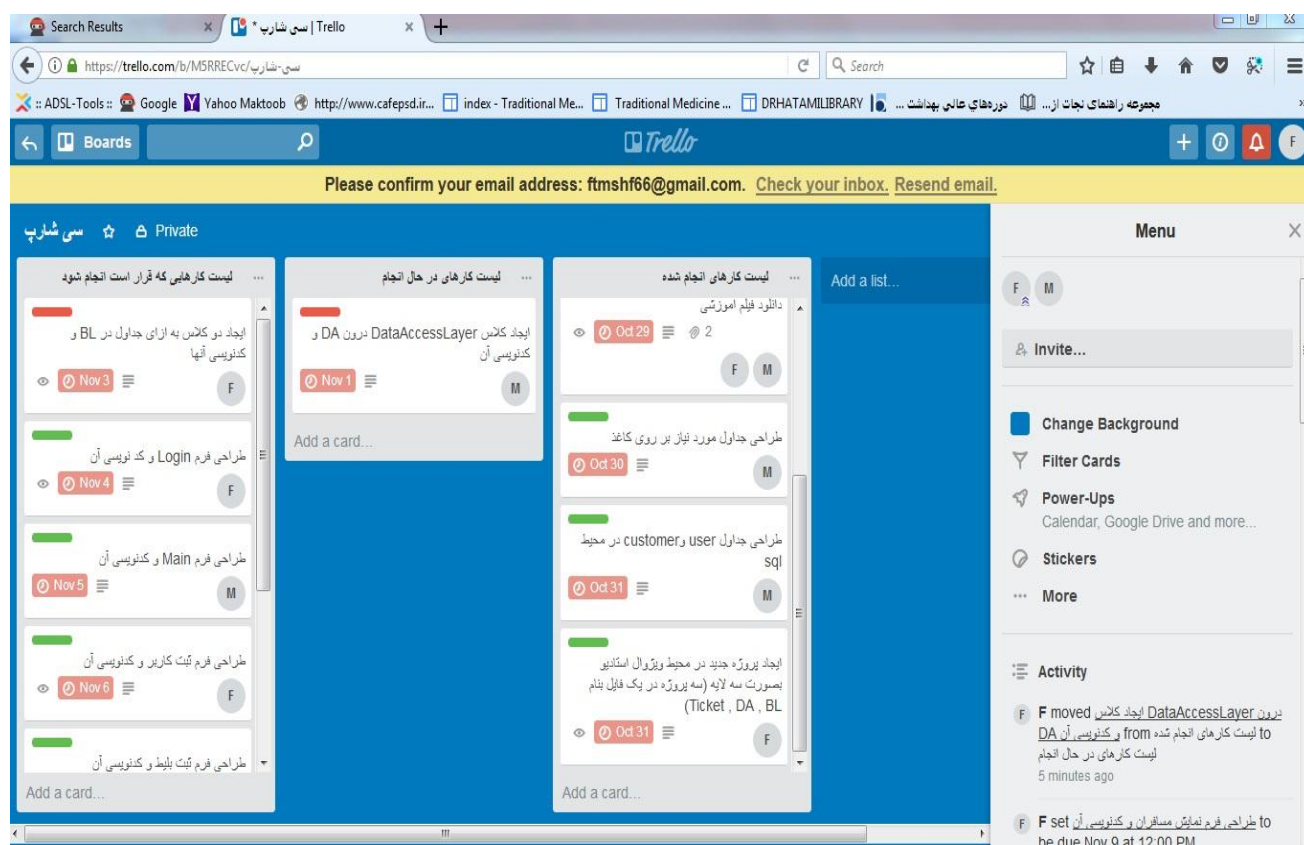 Search Results
سی شارپ | Trello *
https://trello.com/b/M5RRECvc/سی-شارپ
Search
:: ADSL-Tools ::
Google
Yahoo Maktoob
http://www.cafepsd.ir...
index - Traditional Me...
Traditional Medicine ...
DRHATAMILIBRARY
دوره‌هاي عالی بهداشت ...
مجموعه راهنمای نجات از...
Boards
Trello
F
Please confirm your email address: ftmshf66@gmail.com. Check your inbox. Resend email.
سی شارپ
Private
لیست کارهایی که قرار است انجام شود
ایجاد دو کلاس به ازای جداول در BL و
کدنویسی آنها
Nov 3
F
طراحی فرم Login و کد نویسی آن
Nov 4
F
طراحی فرم Main و کدنویسی آن
Nov 5
M
طراحی فرم ثبت کاربر و کدنویسی آن
Nov 6
F
طراحی فرم ثبت بلیط و کدنویسی آن
Add a card...
لیست کارهای در حال انجام
ایجاد کلاس DataAccessLayer درون DA و
کدنویسی آن
Nov 1
M
Add a card...
لیست کارهای انجام شده
دانلود فیلم اموزشی
Oct 29
2
F M
طراحی جداول مورد نیاز بر روی کاغذ
Oct 30
M
طراحی جداول user وcustomer در محیط
sql
Oct 31
M
ایجاد پروژه جدید در محیط ویژوال استادیو
بصورت سه لایه (سه پروژه در یک فایل بنام
Ticket , DA , BL)
Oct 31
F
Add a card...
Add a list...
Menu
F M
Invite...
Change Background
Filter Cards
Power-Ups
Calendar, Google Drive and more...
Stickers
More
Activity
F
F moved ایجاد کلاس DataAccessLayer درون
DA و کدنویسی آن from لیست کارهای انجام شده to
لیست کارهای در حال انجام
5 minutes ago
F
F set طراحی فرم نمایش مسافران و کدنویسی آن to
be due Nov 9 at 12:00 PM